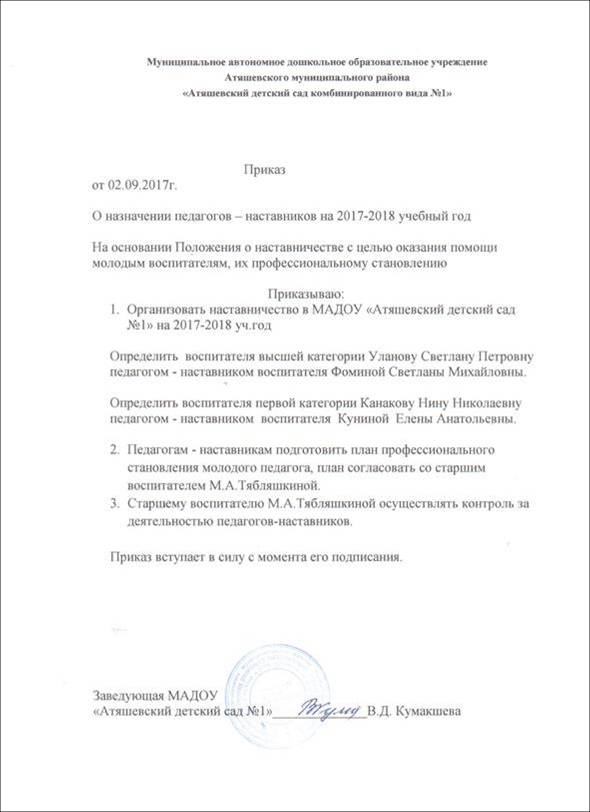 Муниципальное автономное дошкольное образовательное учреждение
Атяшевского муниципального района
«Атяшевский детский сад комбинированного вида №1»
Приказ
от 02.09.2017г.
О назначении педагогов – наставников на 2017-2018 учебный год
На основании Положения о наставничестве с целью оказания помощи
молодым воспитателям, их профессиональному становлению
Приказываю:
1. Организовать наставничество в МАДОУ «Атяшевский детский сад
№1» на 2017-2018 уч.год
Определить воспитателя высшей категории Уланову Светлану Петровну
педагогом - наставником воспитателя Фоминой Светланы Михайловны.
Определить воспитателя первой категории Канакову Нину Николаевну
педагогом - наставником воспитателя Куниной Елены Анатольевны.
2. Педагогам - наставникам подготовить план профессионального
становления молодого педагога, план согласовать со старшим
воспитателем М.А.Тябляшкиной.
3. Старшему воспитателю М.А.Тябляшкиной осуществлять контроль за
деятельностью педагогов-наставников.
Приказ вступает в силу с момента его подписания.
Заведующая МАДОУ
«Атяшевский детский сад №1»______________В.Д. Кумакшева